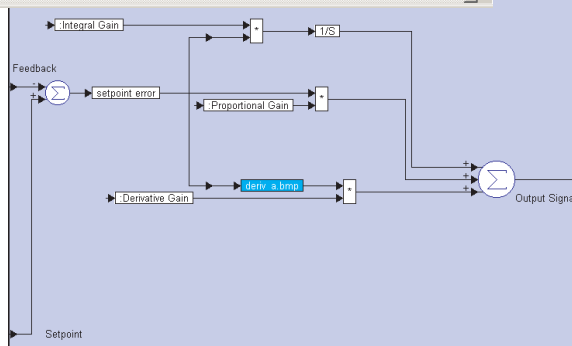 :Integral Gain
*
1/S
Feedback
-
+
Σ
setpoint error
:Proportional Gain
*
deriv_a.bmp
:Derivative Gain
*
+
+
+
Σ
Output Signa
Setpoint